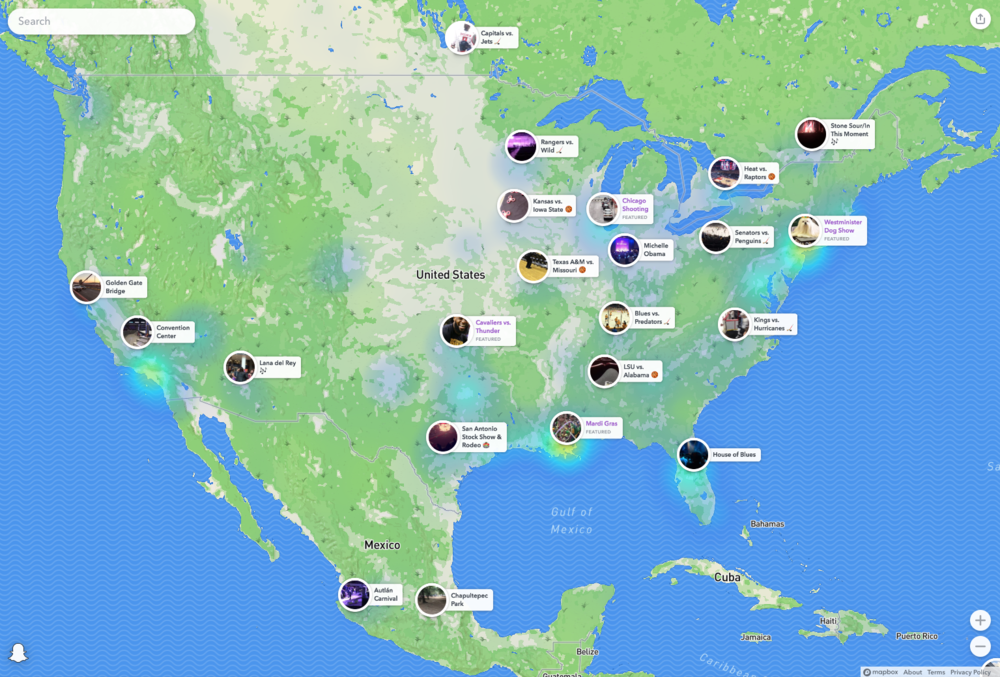 Search
Capitals vs.
Jets
Stone Sour/In
This Moment
Rangers vs.
Wild
Heat vs.
Raptors
Kansas vs.
Iowa State
Chicago
Shooting
FEATURED
Westminister
Dog Show
FEATURED
Senators vs.
Penguins
Michelle
Obama
Texas A&M vs.
Missouri
United States
Golden Gate
Bridge
Convention
Center
Cavaliers vs.
Thunder
FEATURED
Blues vs.
Predators
Kings vs.
Hurricanes
Lana del Rey
LSU vs.
Alabama
San Antonio
Stock Show &
Rodeo
Mardi Gras
FEATURED
House of Blues
Sa
Gulf of
Mexico
Bahamas
Mexico
Cuba
Autlán
Carnival
Chapultepec
Park
Haiti
Jamaica
Puerto Rico
Belize
Caribbe
Guatemala
mapbox About Terms Privacy Policy